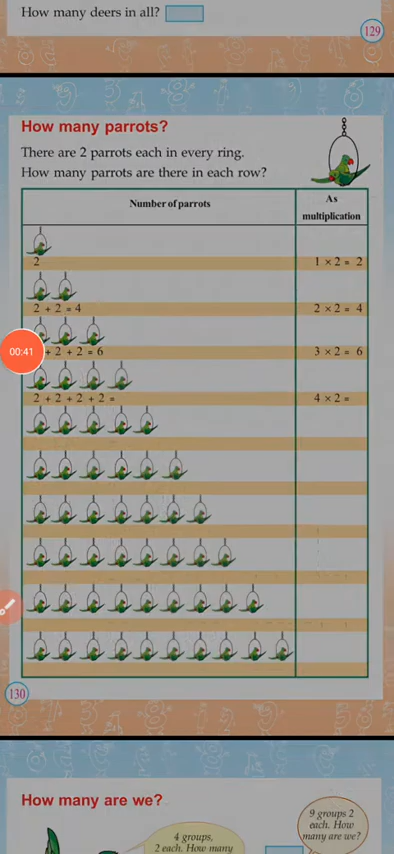 How many deers in all?
129
How many parrots?
There are 2 parrots each in every ring.
How many parrots are there in each row?
Number of parrots
As
multiplication
2
1 × 2 = 2
2 + 2 = 4
2 × 2 = 4
00:41
+ 2 + 2 = 6
3 × 2 = 6
2 + 2 + 2 + 2 =
4 × 2 =
130
How many are we?
4 groups,
2 each. How many
9 groups 2
each. How
many are we?